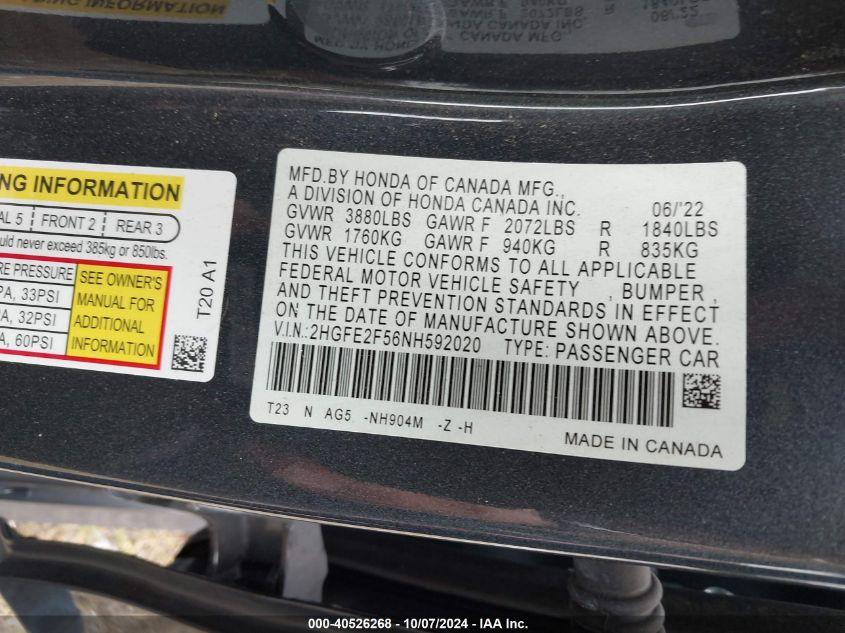 NG INFORMATION
AL 5 FRONT 2 REAR 3
uld never exceed 385kg or 850lbs.
RE PRESSURE
PA, 33PSI
PA, 32PSI
A, 60PSI
SEE OWNER'S
MANUAL FOR
ADDITIONAL
INFORMATION
T20 A1
MFD.BY HONDA OF CANADA MFG.,
A DIVISION OF HONDA CANADA INC. 06/'22
GVWR 3880LBS GAWR F 2072LBS R 1840LBS
GVWR 1760KG GAWR F 940KG R 835KG
THIS VEHICLE CONFORMS TO ALL APPLICABLE
FEDERAL MOTOR VEHICLE SAFETY , BUMPER ,
AND THEFT PREVENTION STANDARDS IN EFFECT
ON THE DATE OF MANUFACTURE SHOWN ABOVE.
V.I.N.:2HGFE2F56NH592020 TYPE: PASSENGER CAR
T23 N AG5 -NH904M -Z -H
MADE IN CANADA
000-40526268 - 10/07/2024 - IAA Inc.